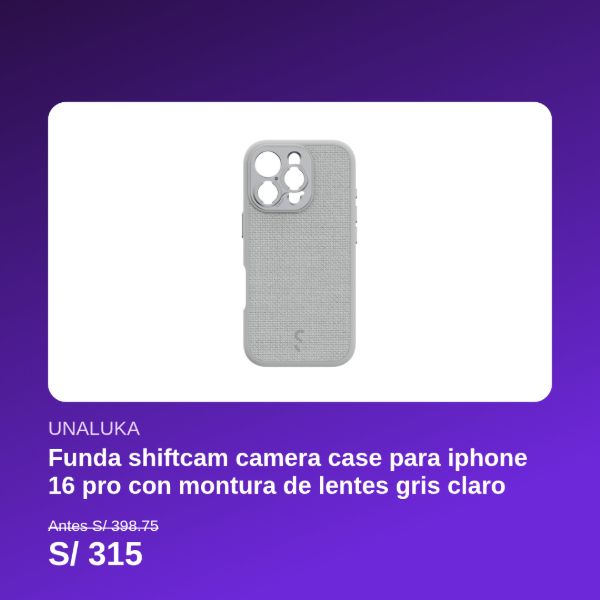 UNALUKA
Funda shiftcam camera case para iphone
16 pro con montura de lentes gris claro
Antes S/ 398.75
S/ 315